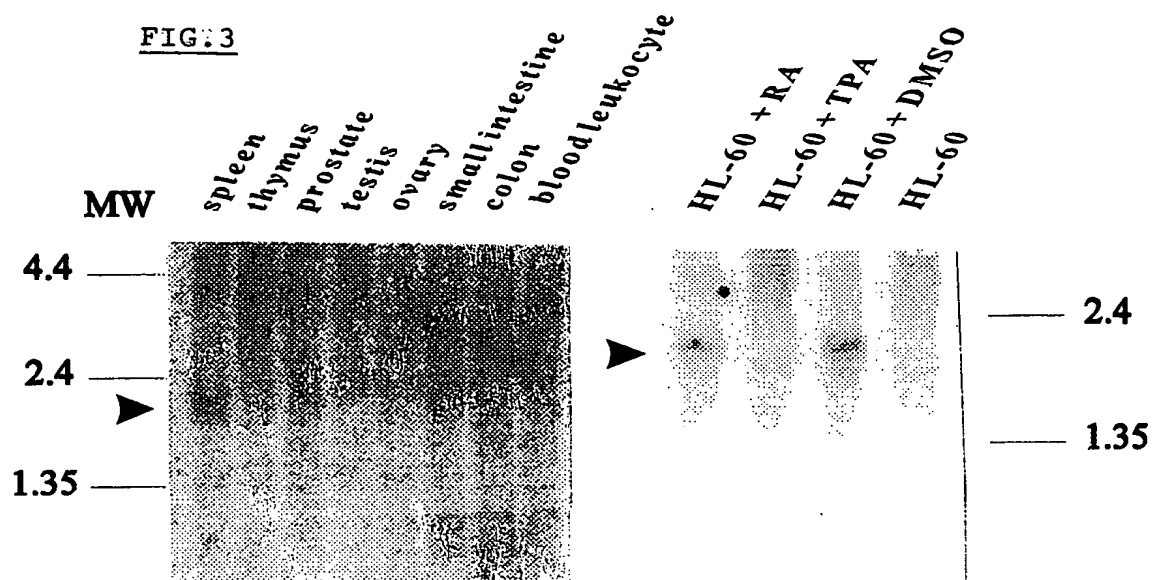 FIG.3
spleen
thymus
prostate
testis
ovary
smallintestine
colon
bloodleukocyte
HL-60 + RA
HL-60 + TPA
HL-60 + DMSO
HL-60
MW
4.4
2.4
1.35
2.4
1.35